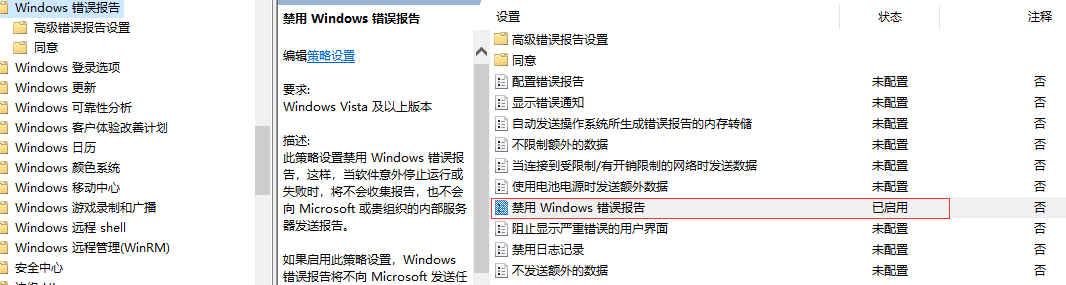 Windows 错误报告
高级错误报告设置
同意
Windows 登录选项
Windows 更新
Windows 可靠性分析
Windows 客户体验改善计划
Windows 日历
Windows 颜色系统
Windows 移动中心
Windows 游戏录制和广播
Windows 远程 shell
Windows 远程管理(WinRM)
安全中心
禁用 Windows 错误报告
编辑策略设置
要求:
Windows Vista 及以上版本
描述:
此策略设置禁用 Windows 错误报
告，这样，当软件意外停止运行或
失败时，将不会收集报告，也不会
向 Microsoft 或贵组织的内部服务
器发送报告。
如果启用此策略设置，Windows
错误报告将不向 Microsoft 发送任
设置 状态 注释
高级错误报告设置
同意
配置错误报告 未配置 否
显示错误通知 未配置 否
自动发送操作系统所生成错误报告的内存转储 未配置 否
不限制额外的数据 未配置 否
当连接到受限制/有开销限制的网络时发送数据 未配置 否
使用电池电源时发送额外数据 未配置 否
禁用 Windows 错误报告 已启用 否
阻止显示严重错误的用户界面 未配置 否
禁用日志记录 未配置 否
不发送额外的数据 未配置 否